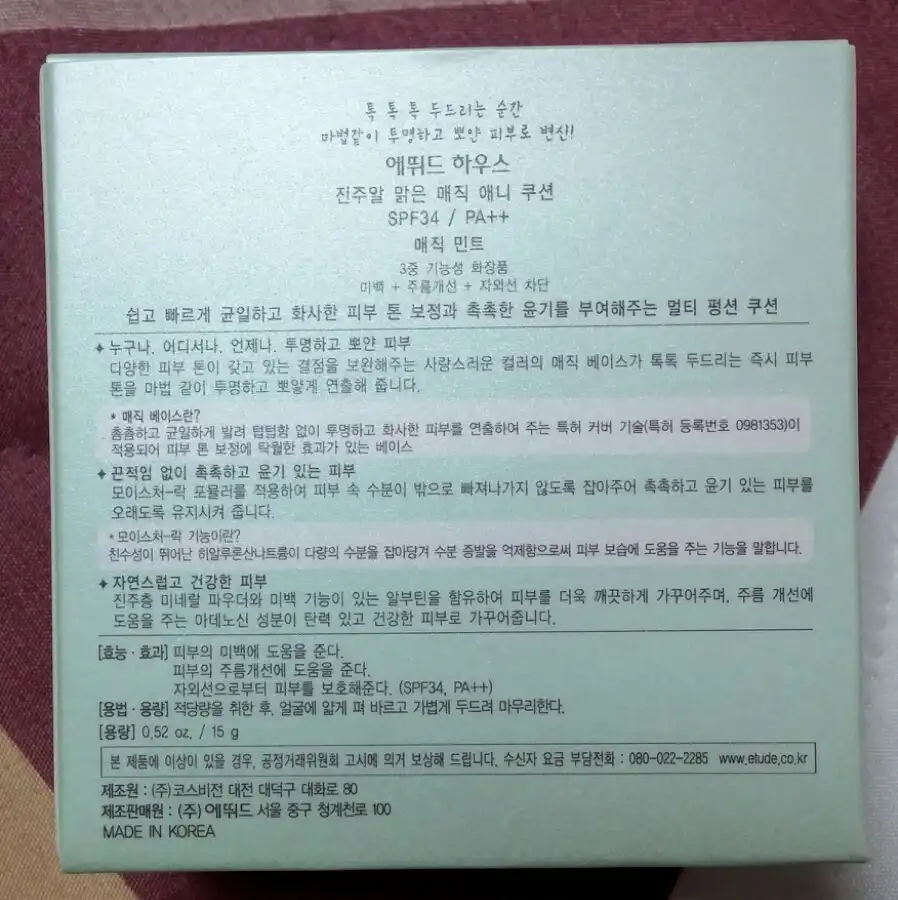 톡 톡 톡 두드리는 순간
마법같이 투명하고 뽀얀 피부로 변신!
에뛰드 하우스
진주알 맑은 매직 애니 쿠션
SPF34 / PA++
매직 민트
3중 기능성 화장품
미백 + 주름개선 + 자외선 차단
쉽고 빠르게 균일하고 화사한 피부 톤 보정과 촉촉한 윤기를 부여해주는 멀티 펑션 쿠션
✦ 누구나, 어디서나, 언제나, 투명하고 뽀얀 피부
다양한 피부 톤이 갖고 있는 결점을 보완해주는 사랑스러운 컬러의 매직 베이스가 톡톡 두드리는 즉시 피부
톤을 마법 같이 투명하고 뽀얗게 연출해 줍니다.
* 매직 베이스란?
촘촘하고 균일하게 발려 텁텁함 없이 투명하고 화사한 피부를 연출하여 주는 특허 커버 기술(특허 등록번호 0981353)이
적용되어 피부 톤 보정에 탁월한 효과가 있는 베이스
✦ 끈적임 없이 촉촉하고 윤기 있는 피부
모이스처-락 포뮬러를 적용하여 피부 속 수분이 밖으로 빠져나가지 않도록 잡아주어 촉촉하고 윤기 있는 피부를
오래도록 유지시켜 줍니다.
* 모이스처-락 기능이란?
친수성이 뛰어난 히알루론산나트륨이 다량의 수분을 잡아당겨 수분 증발을 억제함으로써 피부 보습에 도움을 주는 기능을 말합니다.
✦ 자연스럽고 건강한 피부
진주층 미네랄 파우더와 미백 기능이 있는 알부틴을 함유하여 피부를 더욱 깨끗하게 가꾸어주며, 주름 개선에
도움을 주는 아데노신 성분이 탄력 있고 건강한 피부로 가꾸어줍니다.
[효능 · 효과] 피부의 미백에 도움을 준다.
피부의 주름개선에 도움을 준다.
자외선으로부터 피부를 보호해준다. (SPF34, PA++)
[용법 · 용량] 적당량을 취한 후, 얼굴에 얇게 펴 바르고 가볍게 두드려 마무리한다.
[용량] 0.52 oz. / 15 g
본 제품에 이상이 있을 경우, 공정거래위원회 고시에 의거 보상해 드립니다. 수신자 요금 부담전화 : 080-022-2285 www.etude.co.kr
제조원 : (주)코스비전 대전 대덕구 대화로 80
제조판매원 : (주) 에뛰드 서울 중구 청계천로 100
MADE IN KOREA